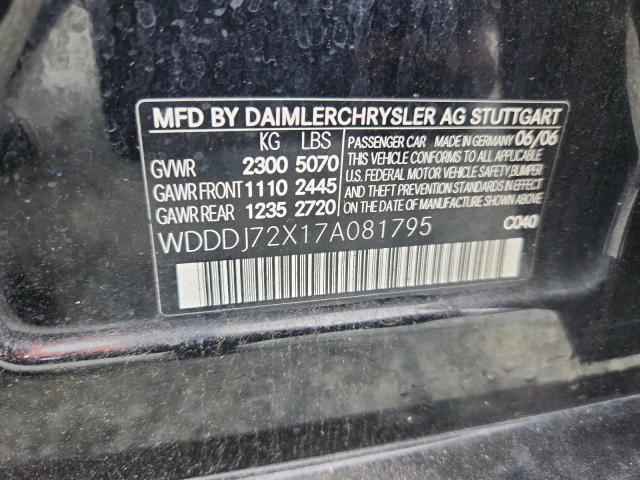 MFD BY DAIMLERCHRYSLER AG STUTTGART
KG LBS
GVWR 2300 5070
GAWR FRONT 1110 2445
GAWR REAR 1235 2720
PASSENGER CAR MADE IN GERMANY 06/06
THIS VEHICLE CONFORMS TO ALL APPLICABLE
U.S. FEDERAL MOTOR VEHICLE SAFETY, BUMPER
AND THEFT PREVENTION STANDARDS IN EFFECT
ON THE DATE OF MANUFACTURE SHOWN ABOVE.
WDDDJ72X17A081795
C040